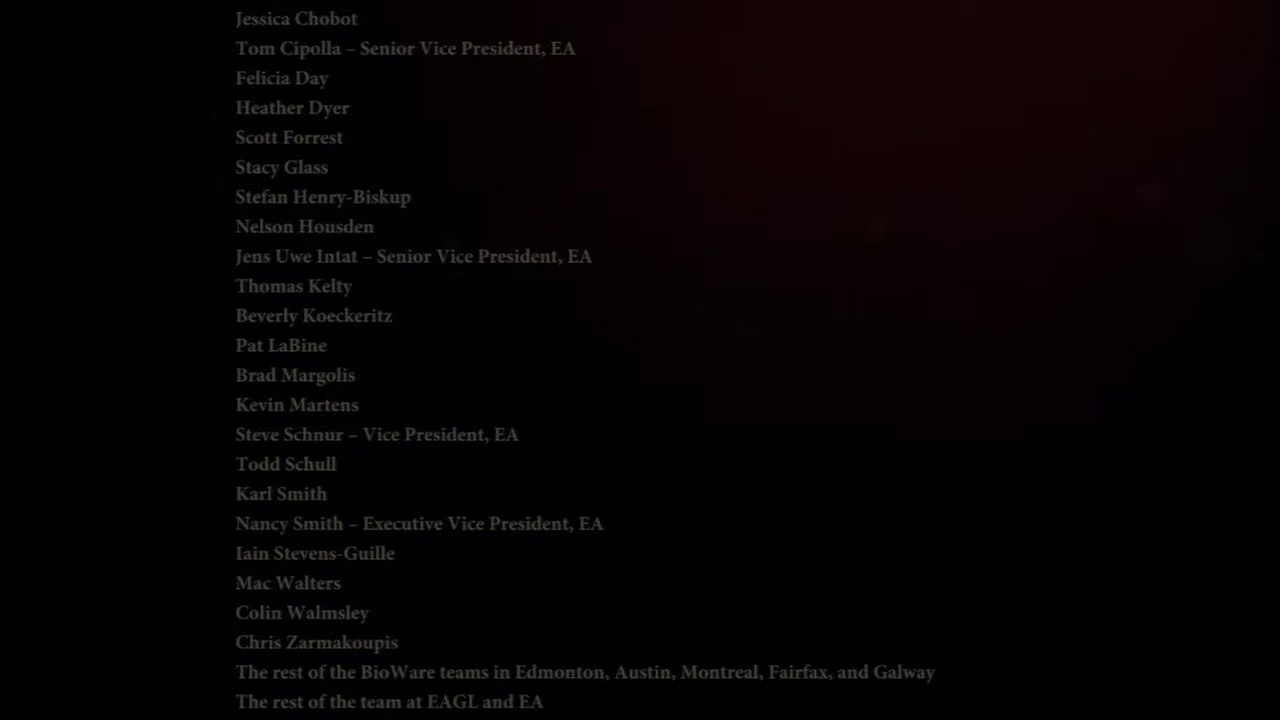 Jessica Chobot
Tom Cipolla – Senior Vice President, EA
Felicia Day
Heather Dyer
Scott Forrest
Stacy Glass
Stefan Henry-Biskup
Nelson Housden
Jens Uwe Intat – Senior Vice President, EA
Thomas Kelty
Beverly Koeckeritz
Pat LaBine
Brad Margolis
Kevin Martens
Steve Schnur – Vice President, EA
Todd Schull
Karl Smith
Nancy Smith – Executive Vice President, EA
Iain Stevens-Guille
Mac Walters
Colin Walmsley
Chris Zarmakoupis
The rest of the BioWare teams in Edmonton, Austin, Montreal, Fairfax, and Galway
The rest of the team at EAGL and EA